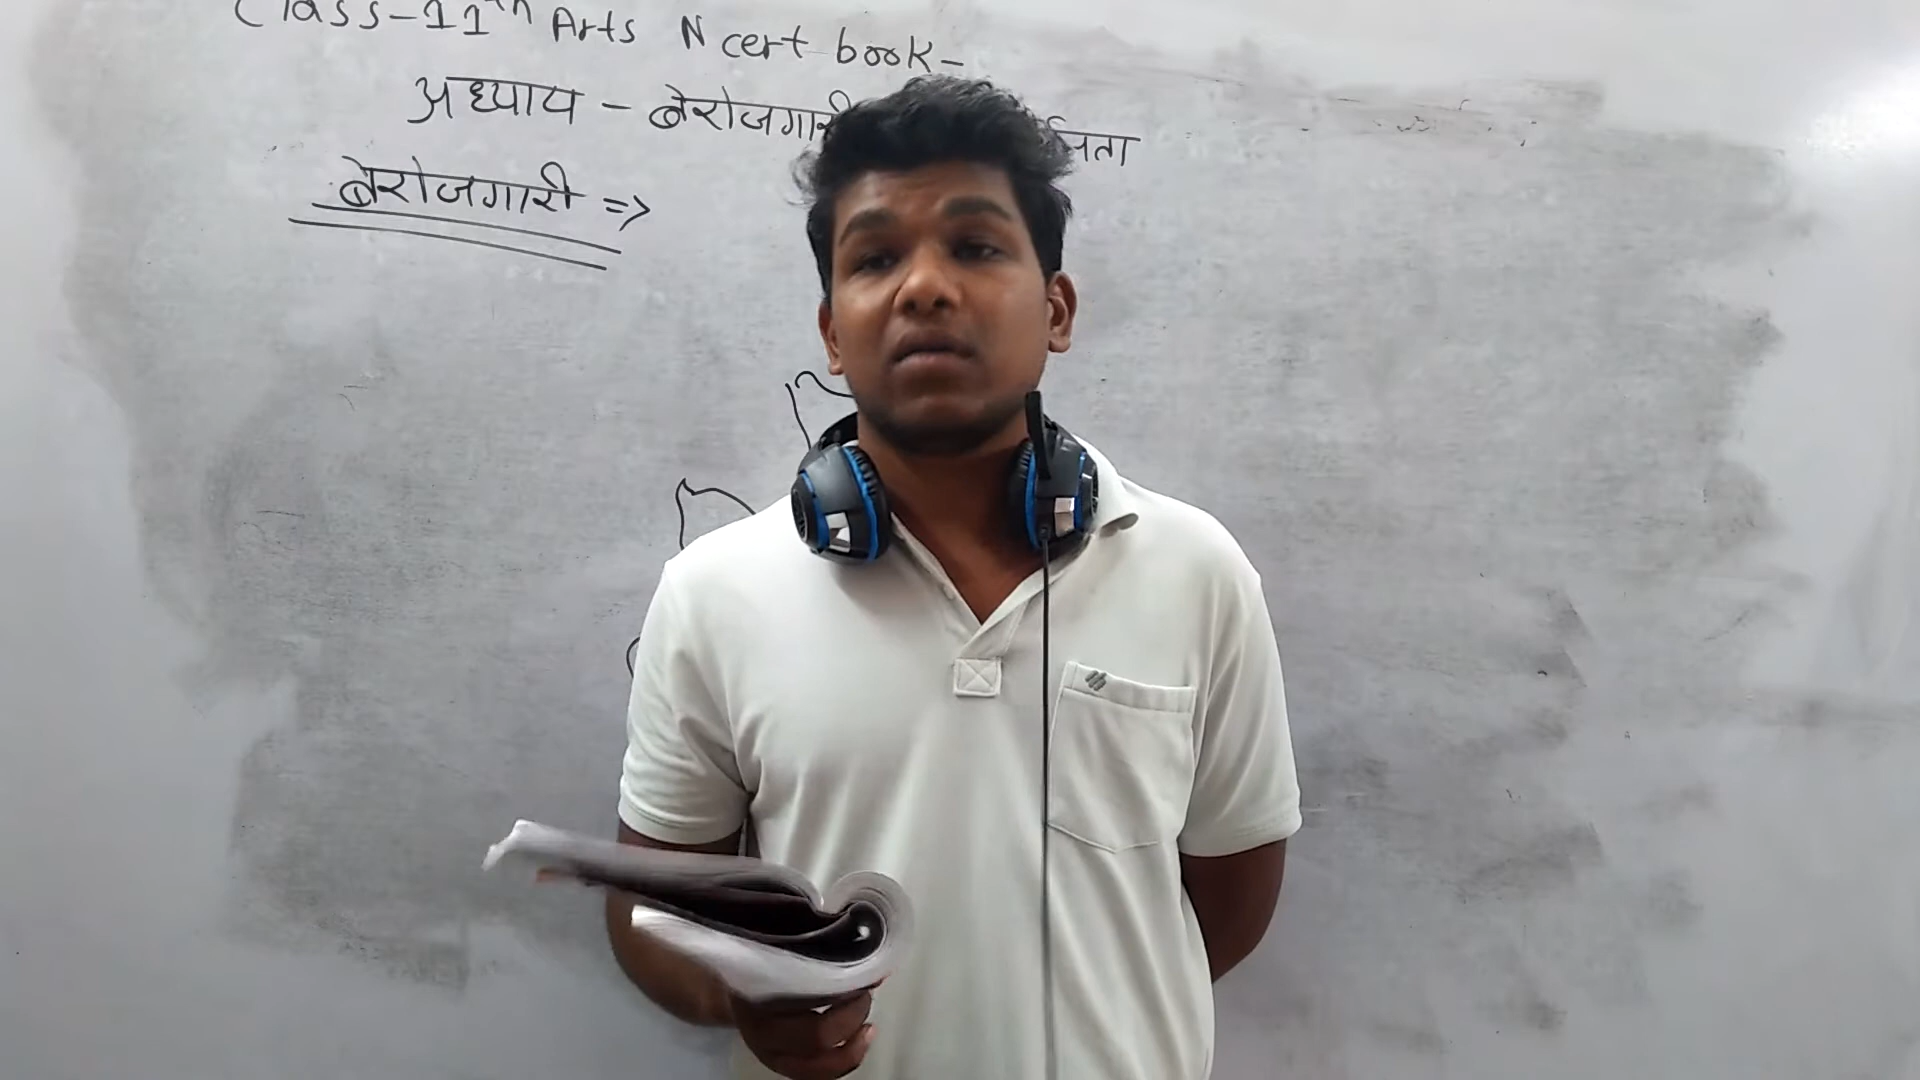 Class-11th Arts Ncert book-
अध्याय - बेरोजगारी
बेरोजगारी =>